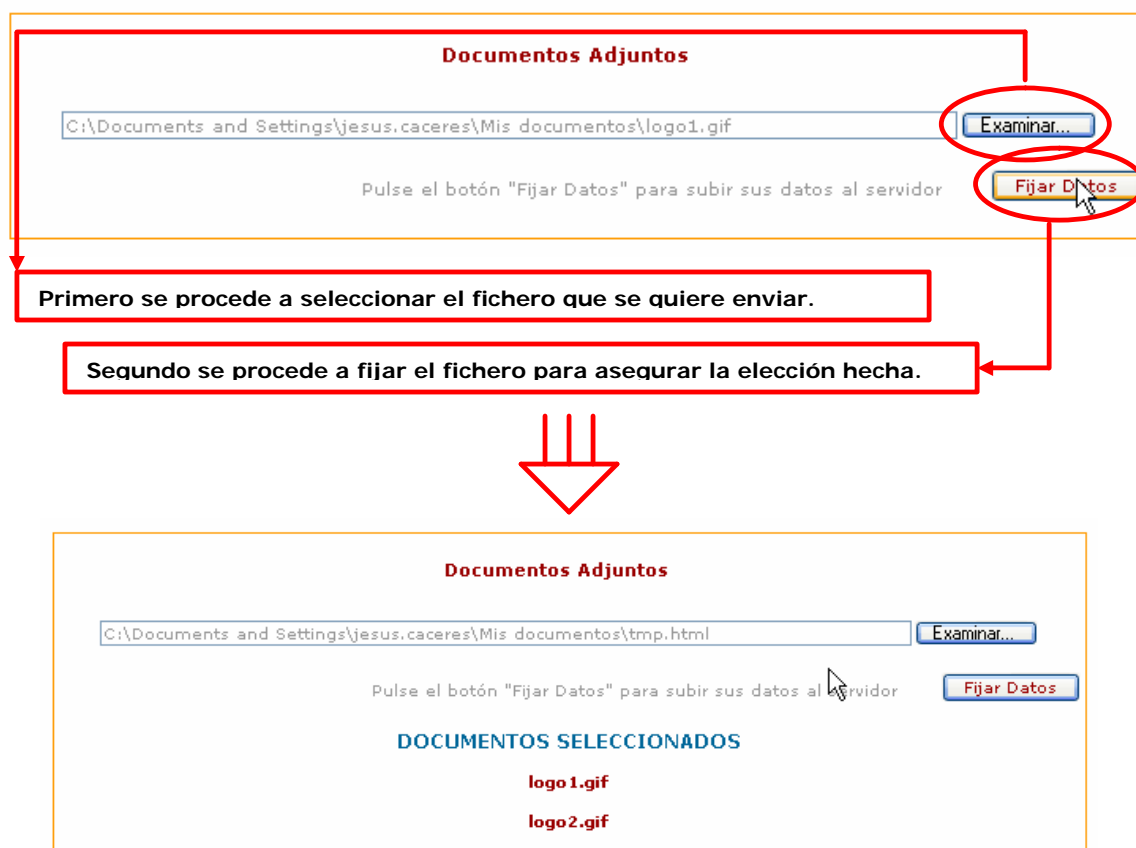 Documentos Adjuntos
C:\Documents and Settings\jesus.caceres\Mis documentos\logo1.gif Examinar...
Pulse el botón "Fijar Datos" para subir sus datos al servidor Fijar Datos
Primero se procede a seleccionar el fichero que se quiere enviar.
Segundo se procede a fijar el fichero para asegurar la elección hecha.
Documentos Adjuntos
C:\Documents and Settings\jesus.caceres\Mis documentos\tmp.html Examinar...
Pulse el botón "Fijar Datos" para subir sus datos al servidor Fijar Datos
DOCUMENTOS SELECCIONADOS
logo1.gif
logo2.gif